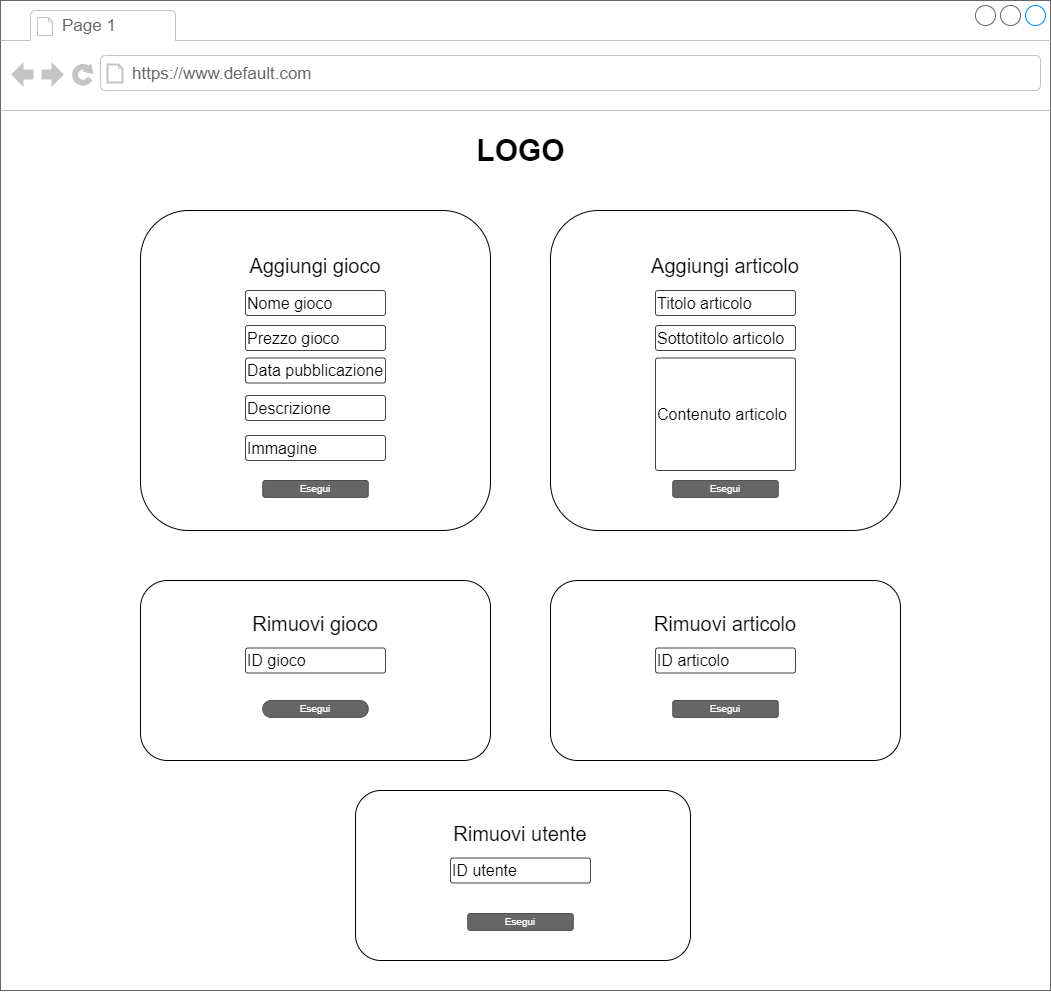 Page 1
https://www.default.com
LOGO
Aggiungi gioco
Nome gioco
Prezzo gioco
Data pubblicazione
Descrizione
Immagine
Esegui
Aggiungi articolo
Titolo articolo
Sottotitolo articolo
Contenuto articolo
Esegui
Rimuovi gioco
ID gioco
Esegui
Rimuovi articolo
ID articolo
Esegui
Rimuovi utente
ID utente
Esegui